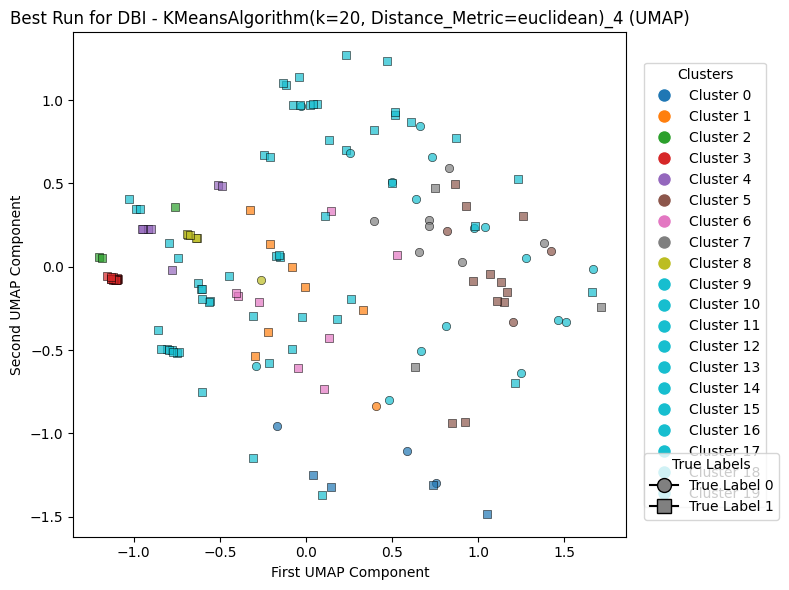 Best Run for DBI - KMeansAlgorithm(k=20, Distance_Metric=euclidean)_4 (UMAP)
Second UMAP Component
1.0
0.5
0.0
−0.5
−1.0
−1.5
−1.0
−0.5
0.0
0.5
1.0
1.5
First UMAP Component
Clusters
Cluster 0
Cluster 1
Cluster 2
Cluster 3
Cluster 4
Cluster 5
Cluster 6
Cluster 7
Cluster 8
Cluster 9
Cluster 10
Cluster 11
Cluster 12
Cluster 13
Cluster 14
Cluster 15
Cluster 16
Cluster 17
Cluster 18
Cluster 19
True Labels
True Label 0
True Label 1